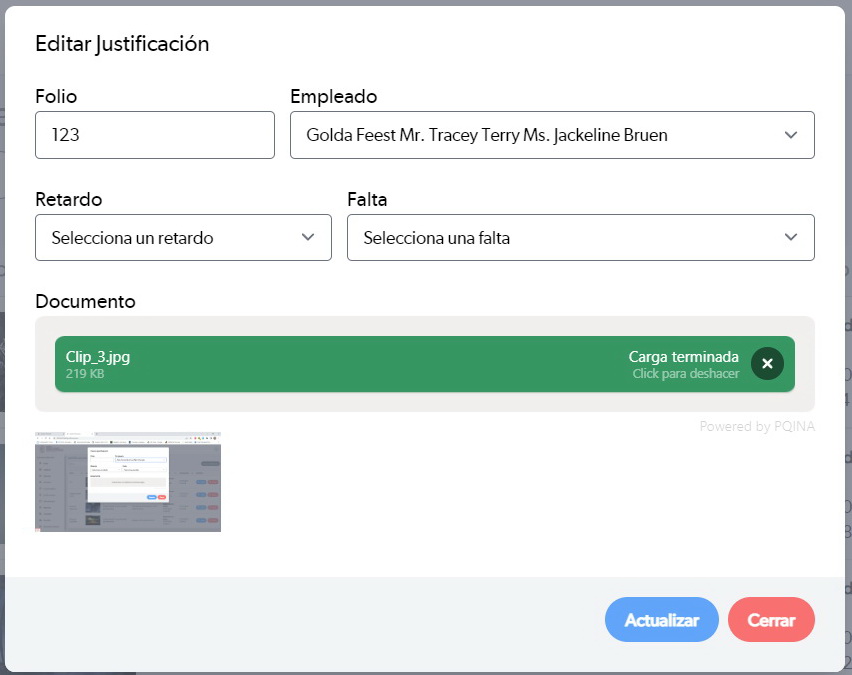 Editar Justificación
Folio
Empleado
123
Golda Feest Mr. Tracey Terry Ms. Jackeline Bruen
Retardo
Falta
Selecciona un retardo
Selecciona una falta
Documento
Clip_3.jpg
Carga terminada
219 KB
Click para deshacer
Powered by PQINA
Actualizar
Cerrar